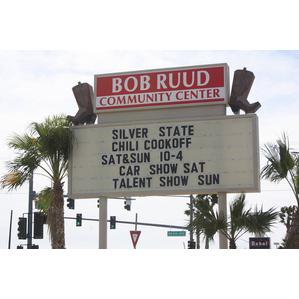 BOB RUUD
COMMUNITY CENTER
SILVER STATE
CHILI COOKOFF
SAT&SUN 10-4
CAR SHOW SAT
TALENT SHOW SUN